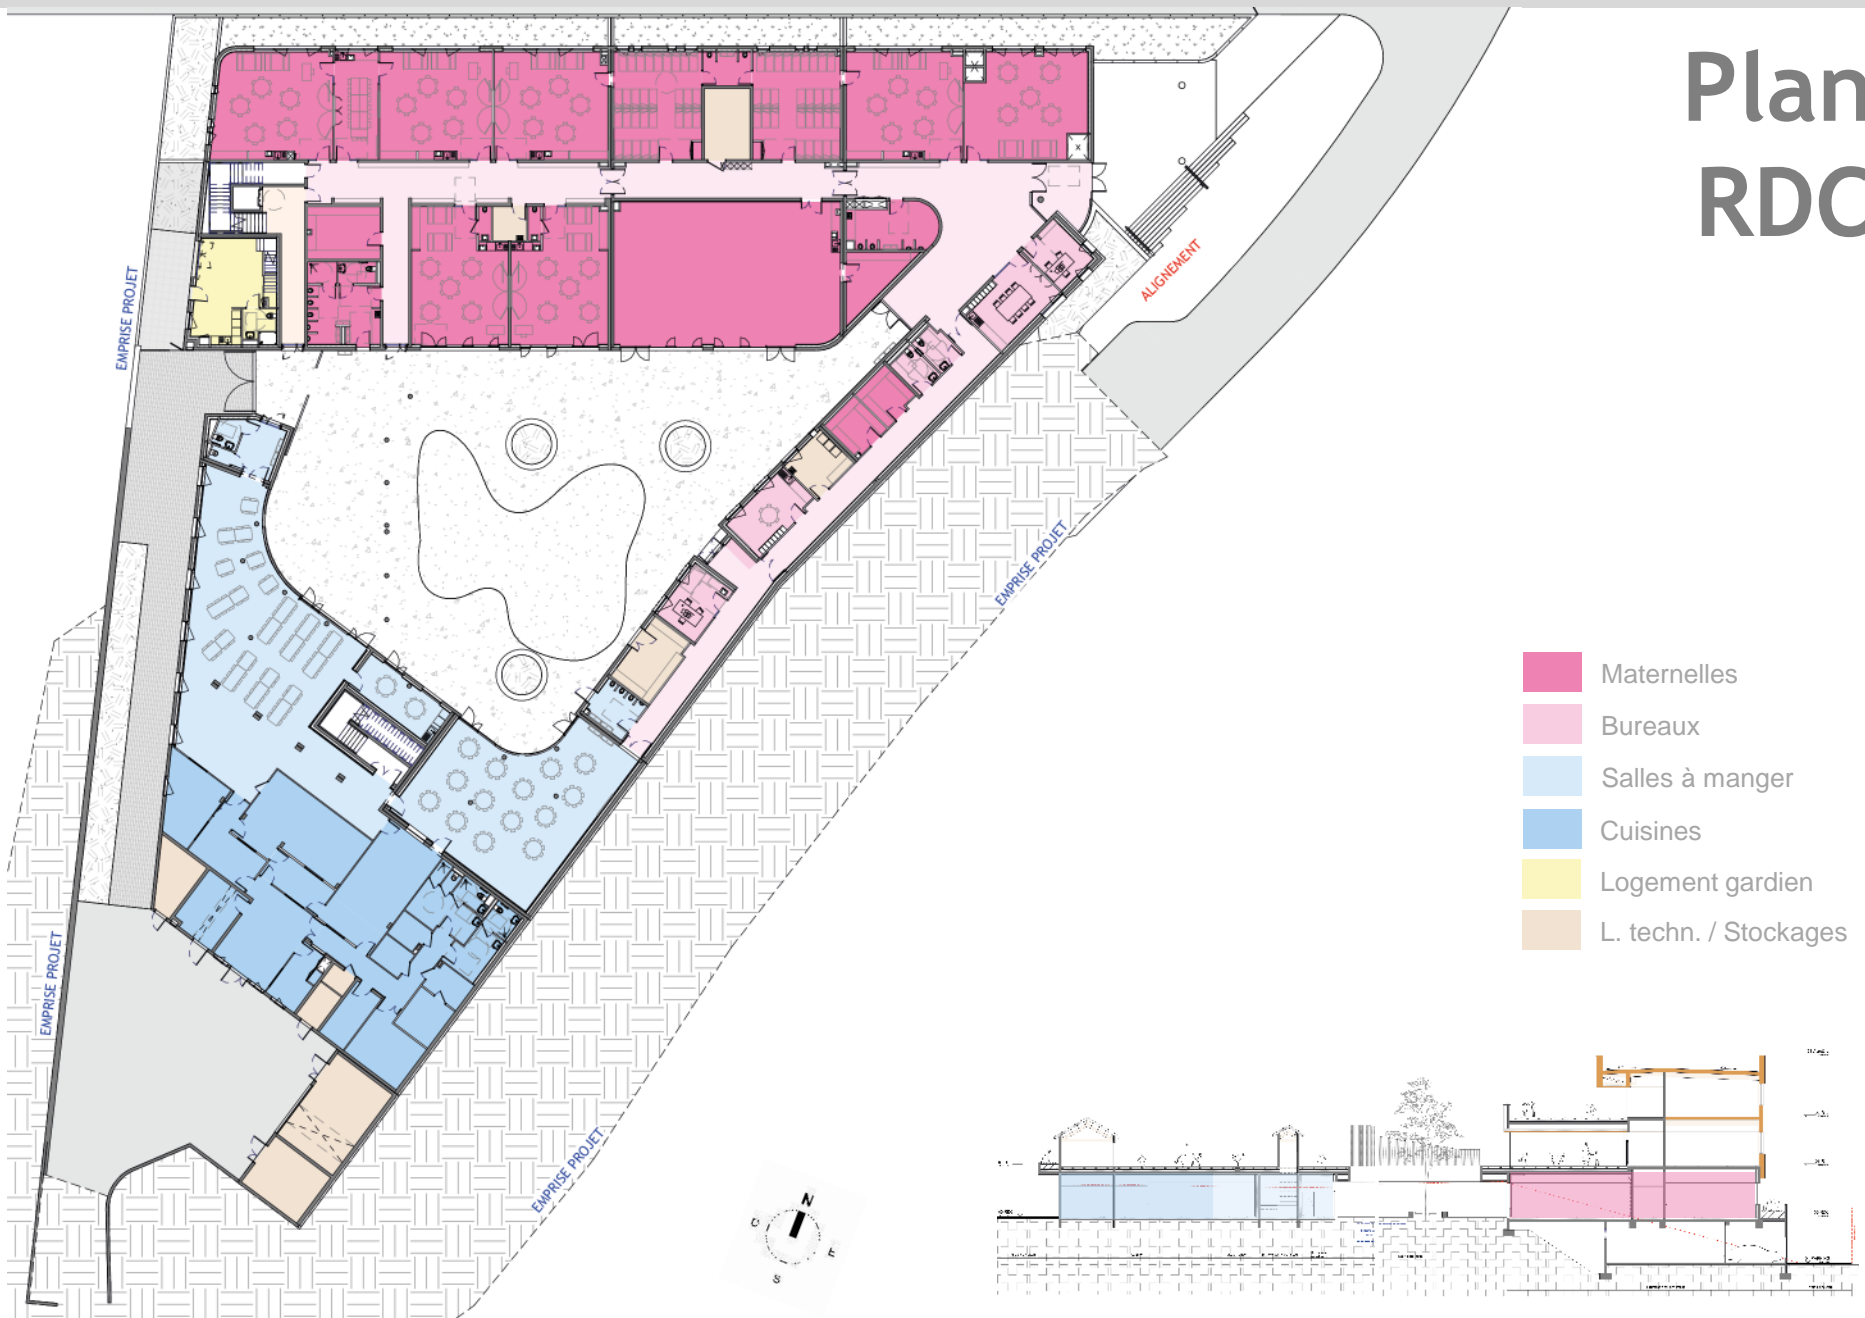 Plan
RDC
EMPRISE PROJET
ALIGNEMENT
EMPRISE PROJET
Maternelles
Bureaux
Salles à manger
Cuisines
Logement gardien
L. techn. / Stockages
EMPRISE PROJET
EMPRISE PROJET
N
E
S